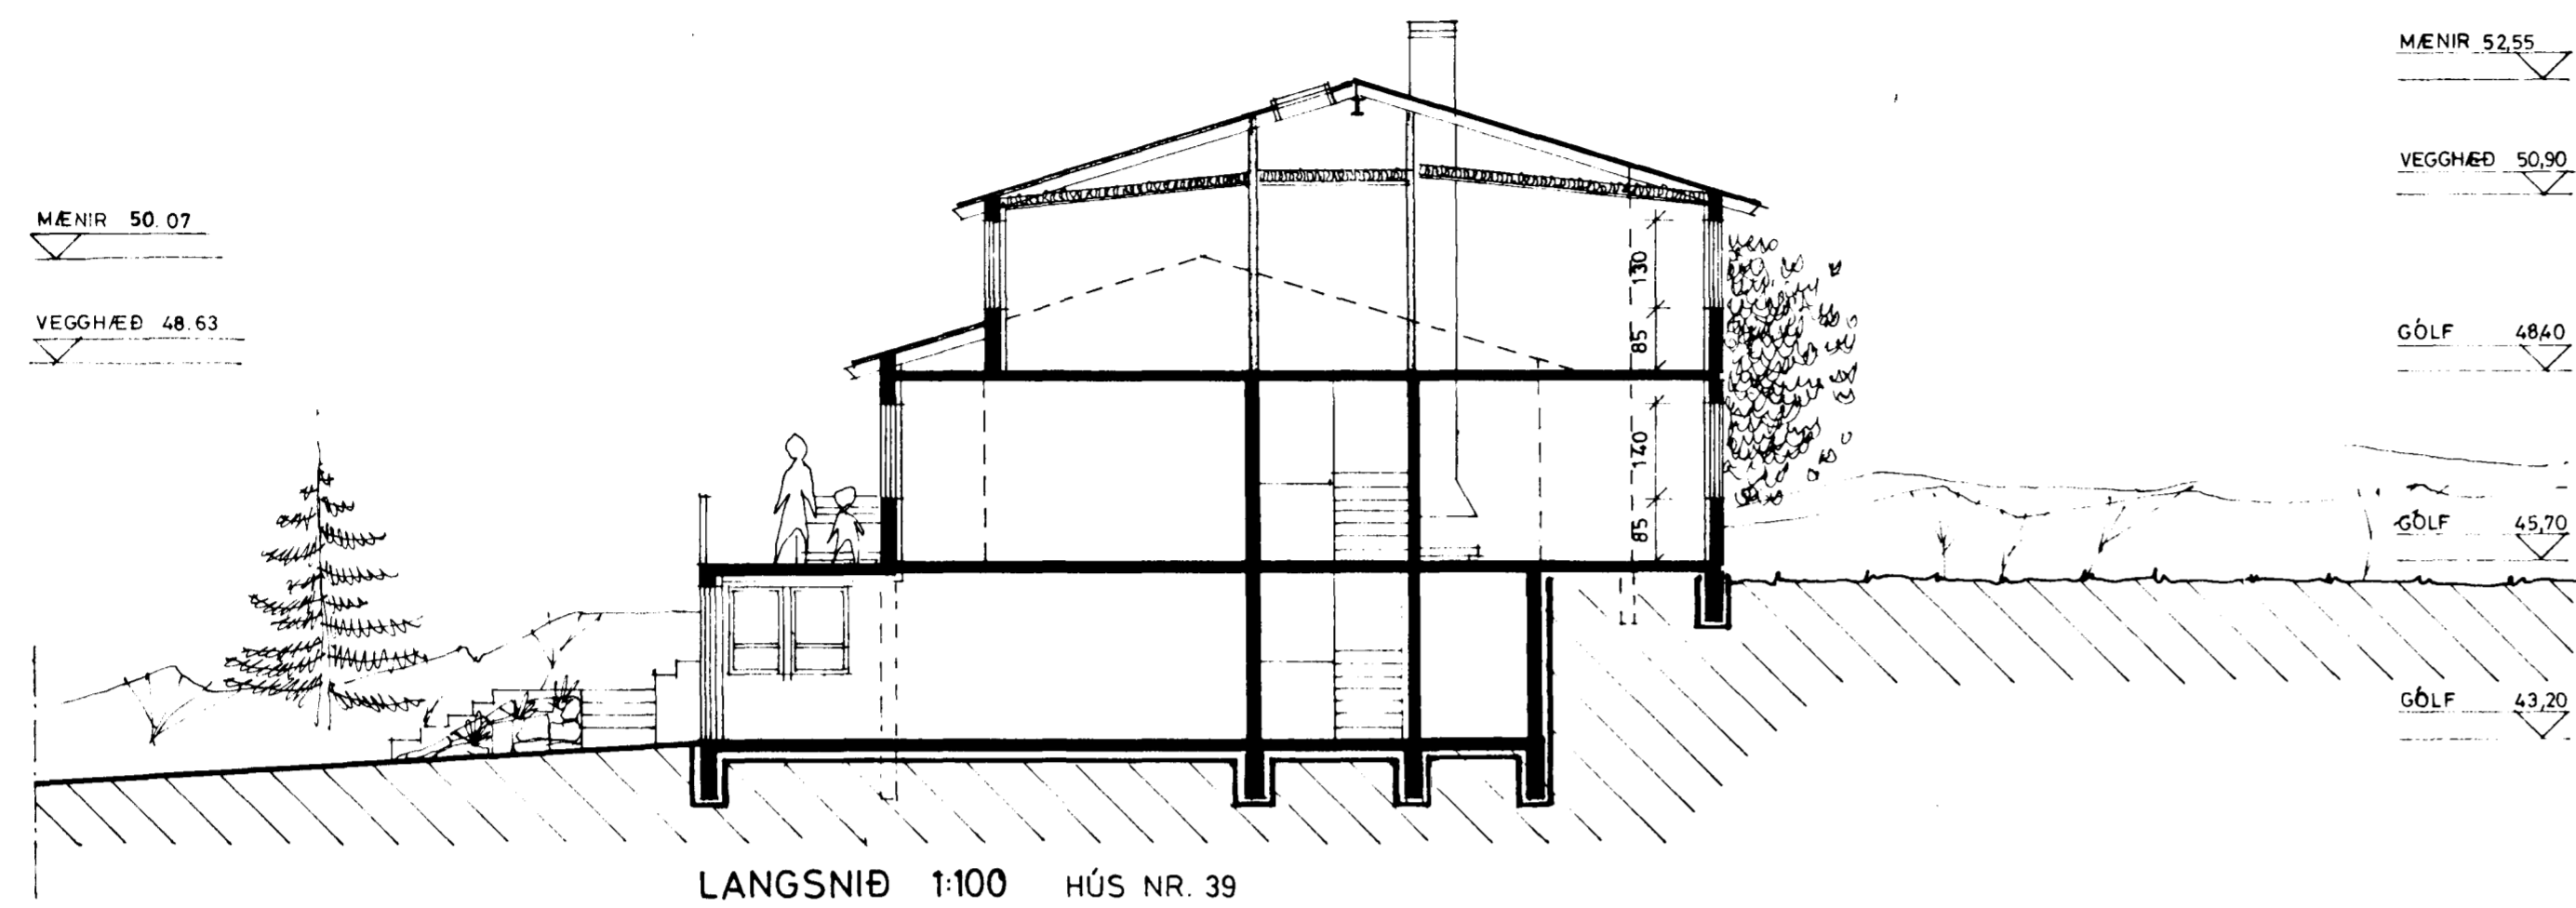 MÆNIR 52,55
VEGGHÆÐ 50,90
MÆNIR 50.07
VEGGHÆÐ 48.63
130
85
GÓLF 48,40
140
85
GÓLF 45,70
GÓLF 43,20
LANGSNIÐ 1:100 HÚS NR. 39